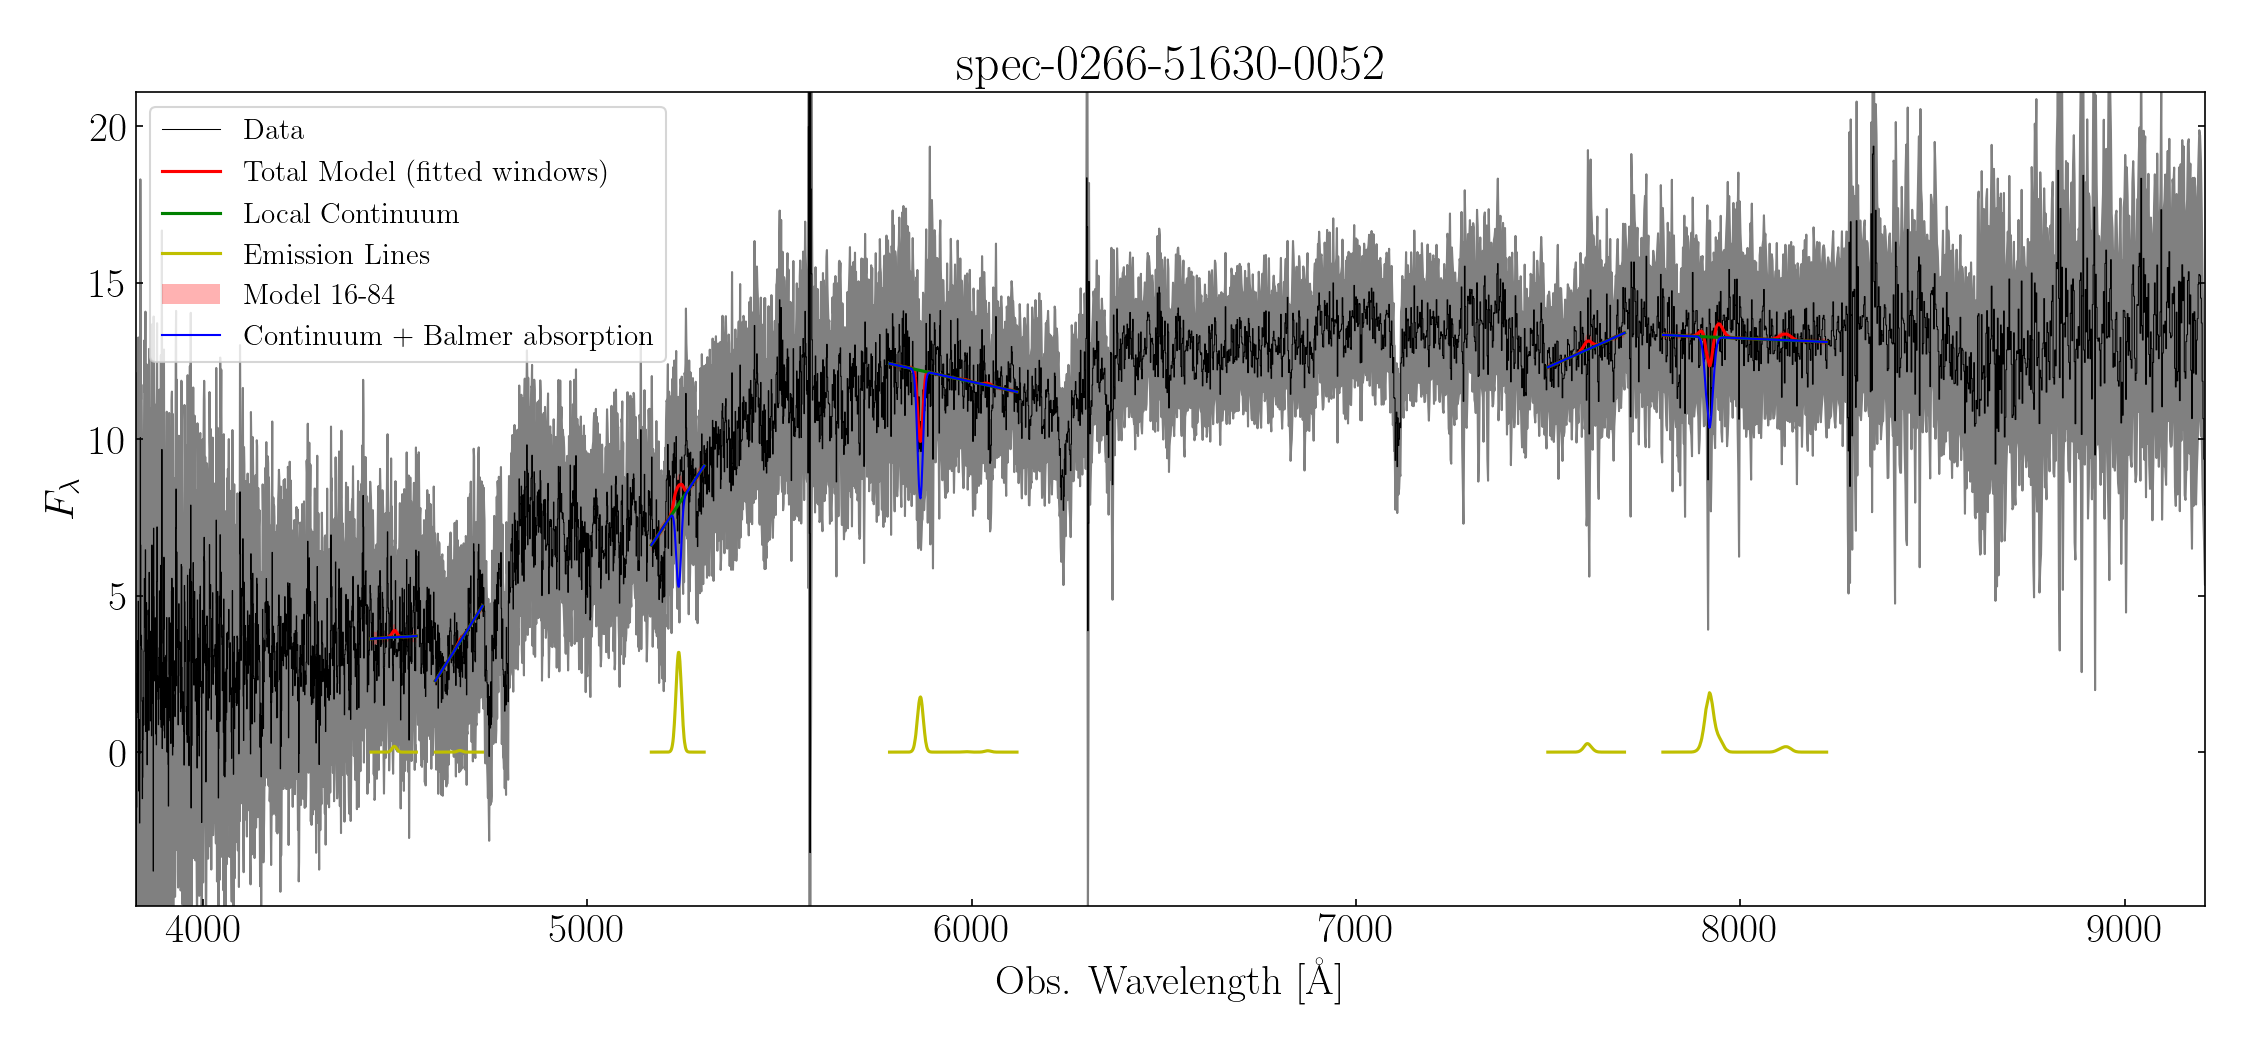 spec-0266-51630-0052
Data
Total Model (fitted windows)
Local Continuum
Emission Lines
Model 16-84
Continuum + Balmer absorption
20
15
10
5
0
F_λ
4000 5000 6000 7000 8000 9000
Obs. Wavelength [Å]